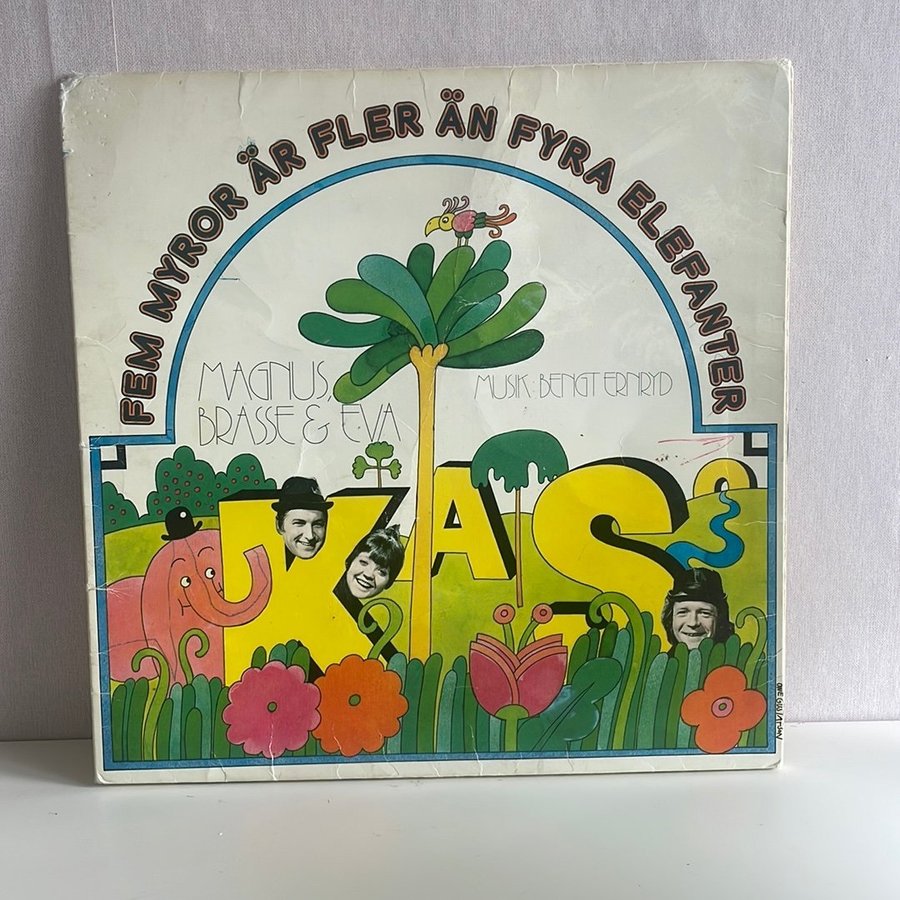 FEM MYROR ÄR FLER ÄN FYRA ELEFANTER
MAGNUS,
BRASSE & EVA
MUSIK: BENGT ERNRYD
KAS